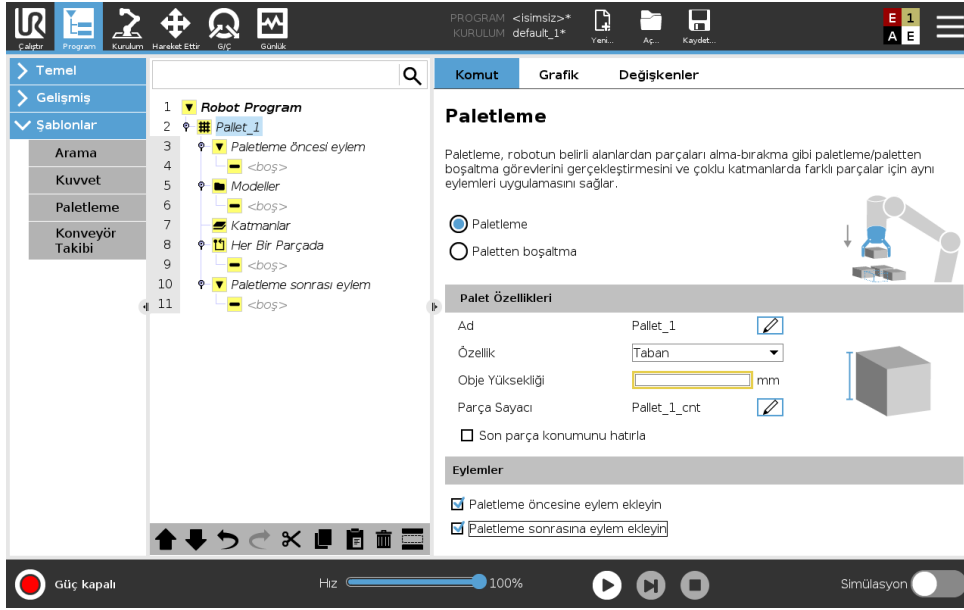 UR
PROGRAM <isimsiz>*
KURULUM default_1*
Çalıştır
Program
Kurulum
Hareket Ettir
G/Ç
Günlük
Yeni...
Aç...
Kaydet...
E 1
A E
Temel
Gelişmiş
Şablonlar
Arama
Kuvvet
Paletleme
Konveyör
Takibi
1 Robot Program
2 Pallet_1
3 Paletleme öncesi eylem
4 <boş>
5 Modeller
6 <boş>
7 Katmanlar
8 Her Bir Parçada
9 <boş>
10 Paletleme sonrası eylem
11 <boş>
Komut Grafik Değişkenler
Paletleme
Paletleme, robotun belirli alanlardan parçaları alma-bırakma gibi paletleme/paletten
boşaltma görevlerini gerçekleştirmesini ve çoklu katmanlarda farklı parçalar için aynı
eylemleri uygulamasını sağlar.
Paletleme
Paletten boşaltma
Palet Özellikleri
Ad Pallet_1
Özellik Taban
Obje Yüksekliği mm
Parça Sayacı Pallet_1_cnt
Son parça konumunu hatırla
Eylemler
Paletleme öncesine eylem ekleyin
Paletleme sonrasına eylem ekleyin
Güç kapalı
Hız 100%
Simülasyon